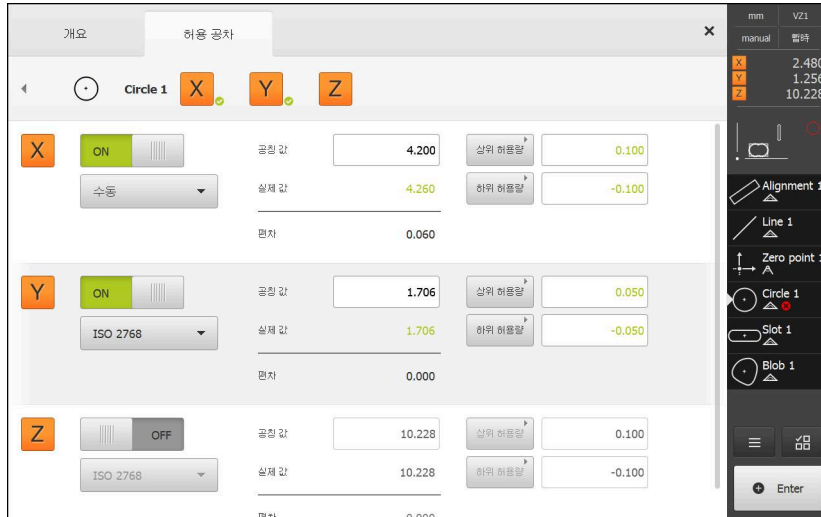 개요
허용 공차
×
mm VZ1
manual 暫時
X 2.480
Y 1.256
Z 10.228
Circle 1 X Y Z
X ON 공칭 값 4.200 상위 허용량 0.100
수동 실제 값 4.260 하위 허용량 -0.100
편차 0.060
Y ON 공칭 값 1.706 상위 허용량 0.050
ISO 2768 실제 값 1.706 하위 허용량 -0.050
편차 0.000
Z OFF 공칭 값 10.228 상위 허용량 0.100
ISO 2768 실제 값 10.228 하위 허용량 -0.100
편차 0.000
Alignment 1
Line 1
Zero point 1
Circle 1
Slot 1
Blob 1
Enter